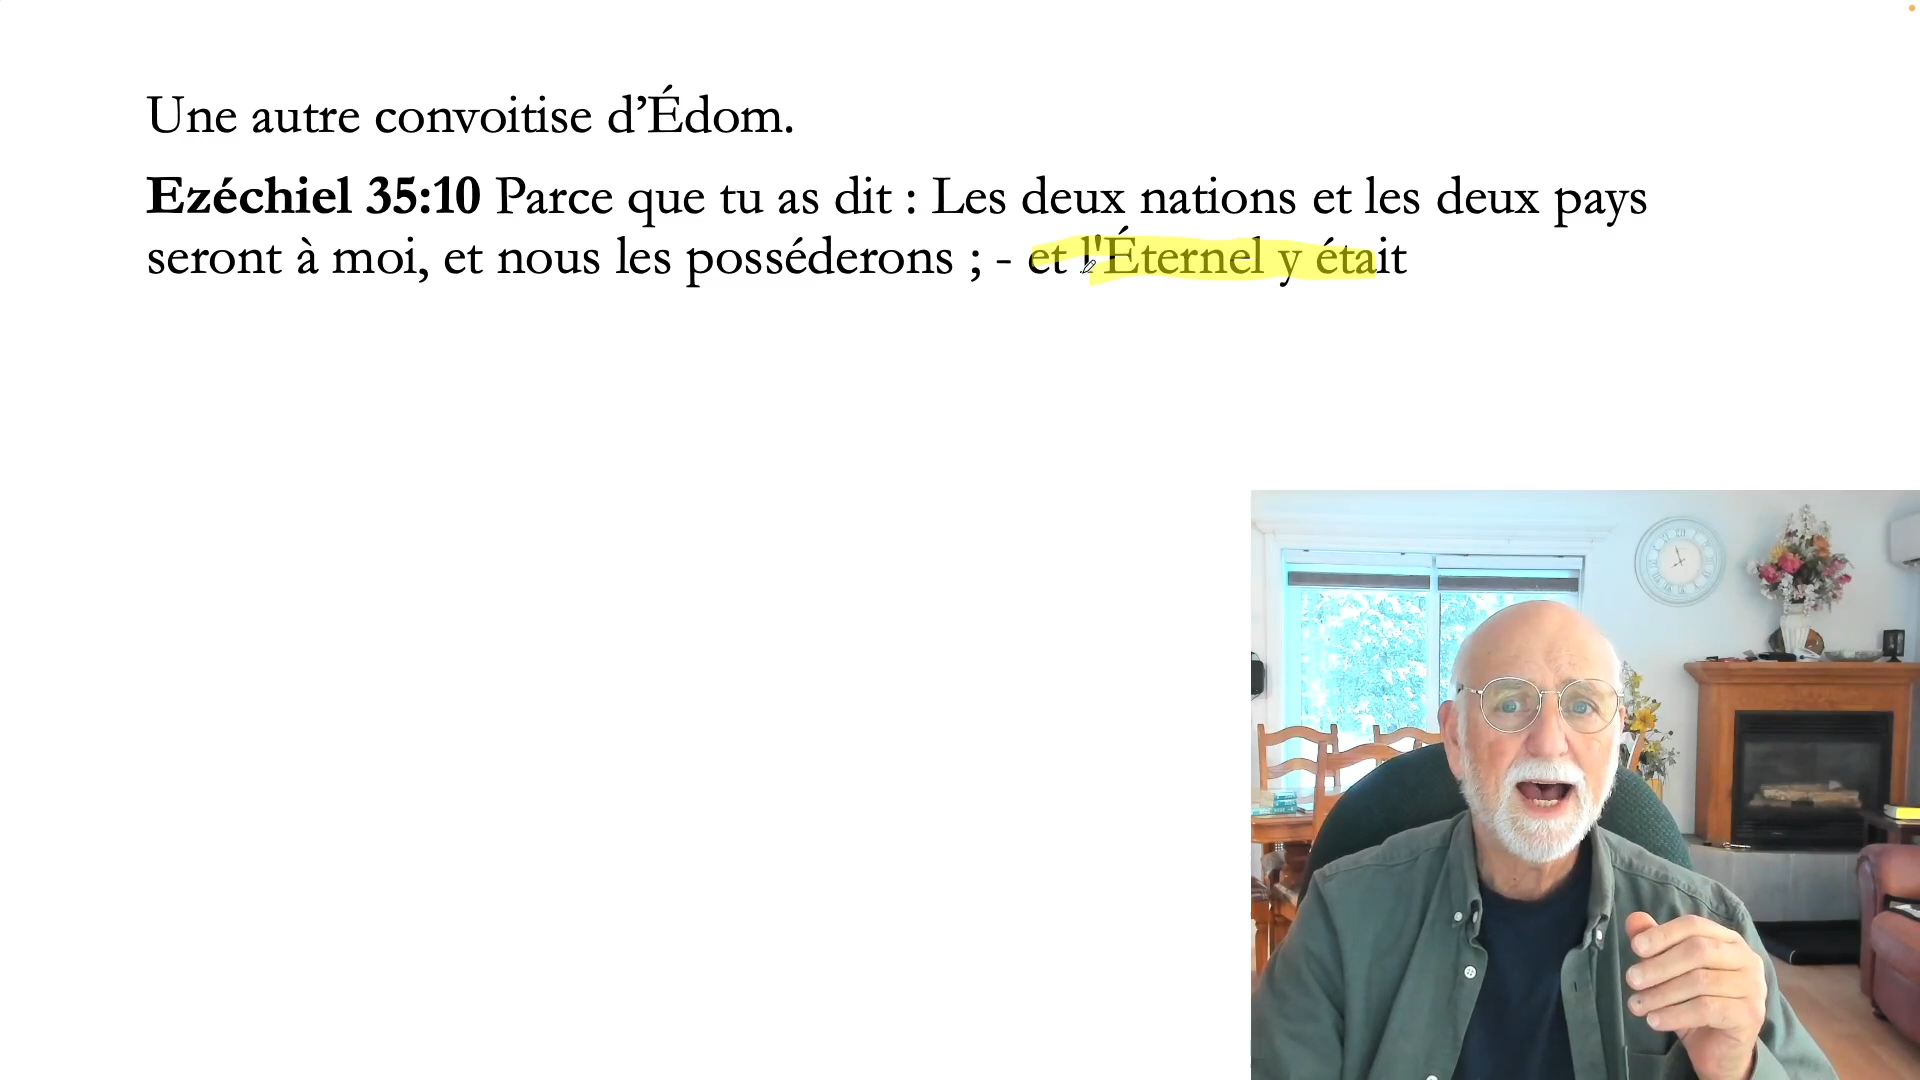 Une autre convoitise d’Édom.
Ezéchiel 35:10 Parce que tu as dit : Les deux nations et les deux pays
seront à moi, et nous les posséderons ; - et l'Éternel y était